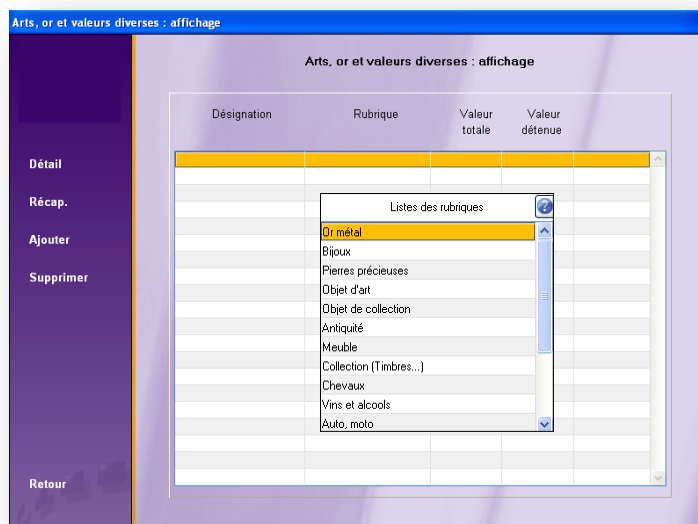 Arts, or et valeurs diverses : affichage
Arts, or et valeurs diverses : affichage
Désignation Rubrique Valeur totale Valeur détenue
Détail
Récap.
Ajouter
Supprimer
Retour
Listes des rubriques ?
Or métal
Bijoux
Pierres précieuses
Objet d'art
Objet de collection
Antiquité
Meuble
Collection (Timbres...)
Chevaux
Vins et alcools
Auto, moto